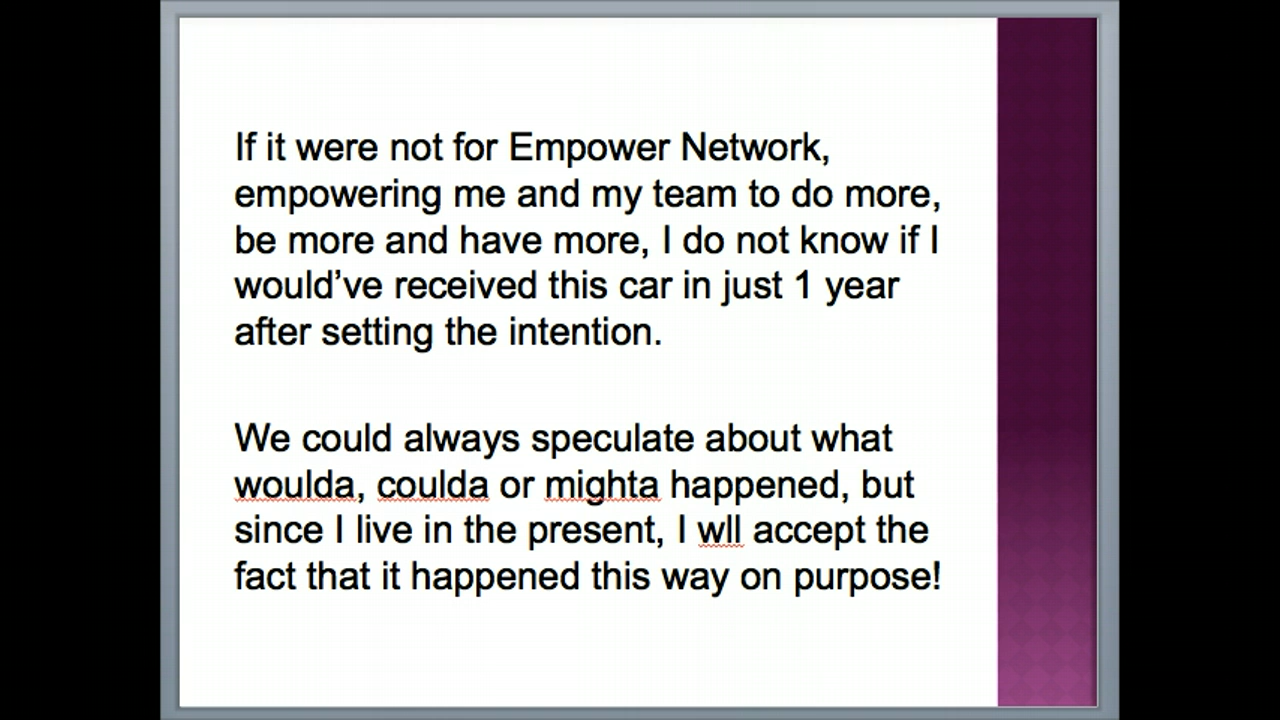 If it were not for Empower Network,
empowering me and my team to do more,
be more and have more, I do not know if I
would’ve received this car in just 1 year
after setting the intention.
We could always speculate about what
woulda, coulda or mighta happened, but
since I live in the present, I wll accept the
fact that it happened this way on purpose!